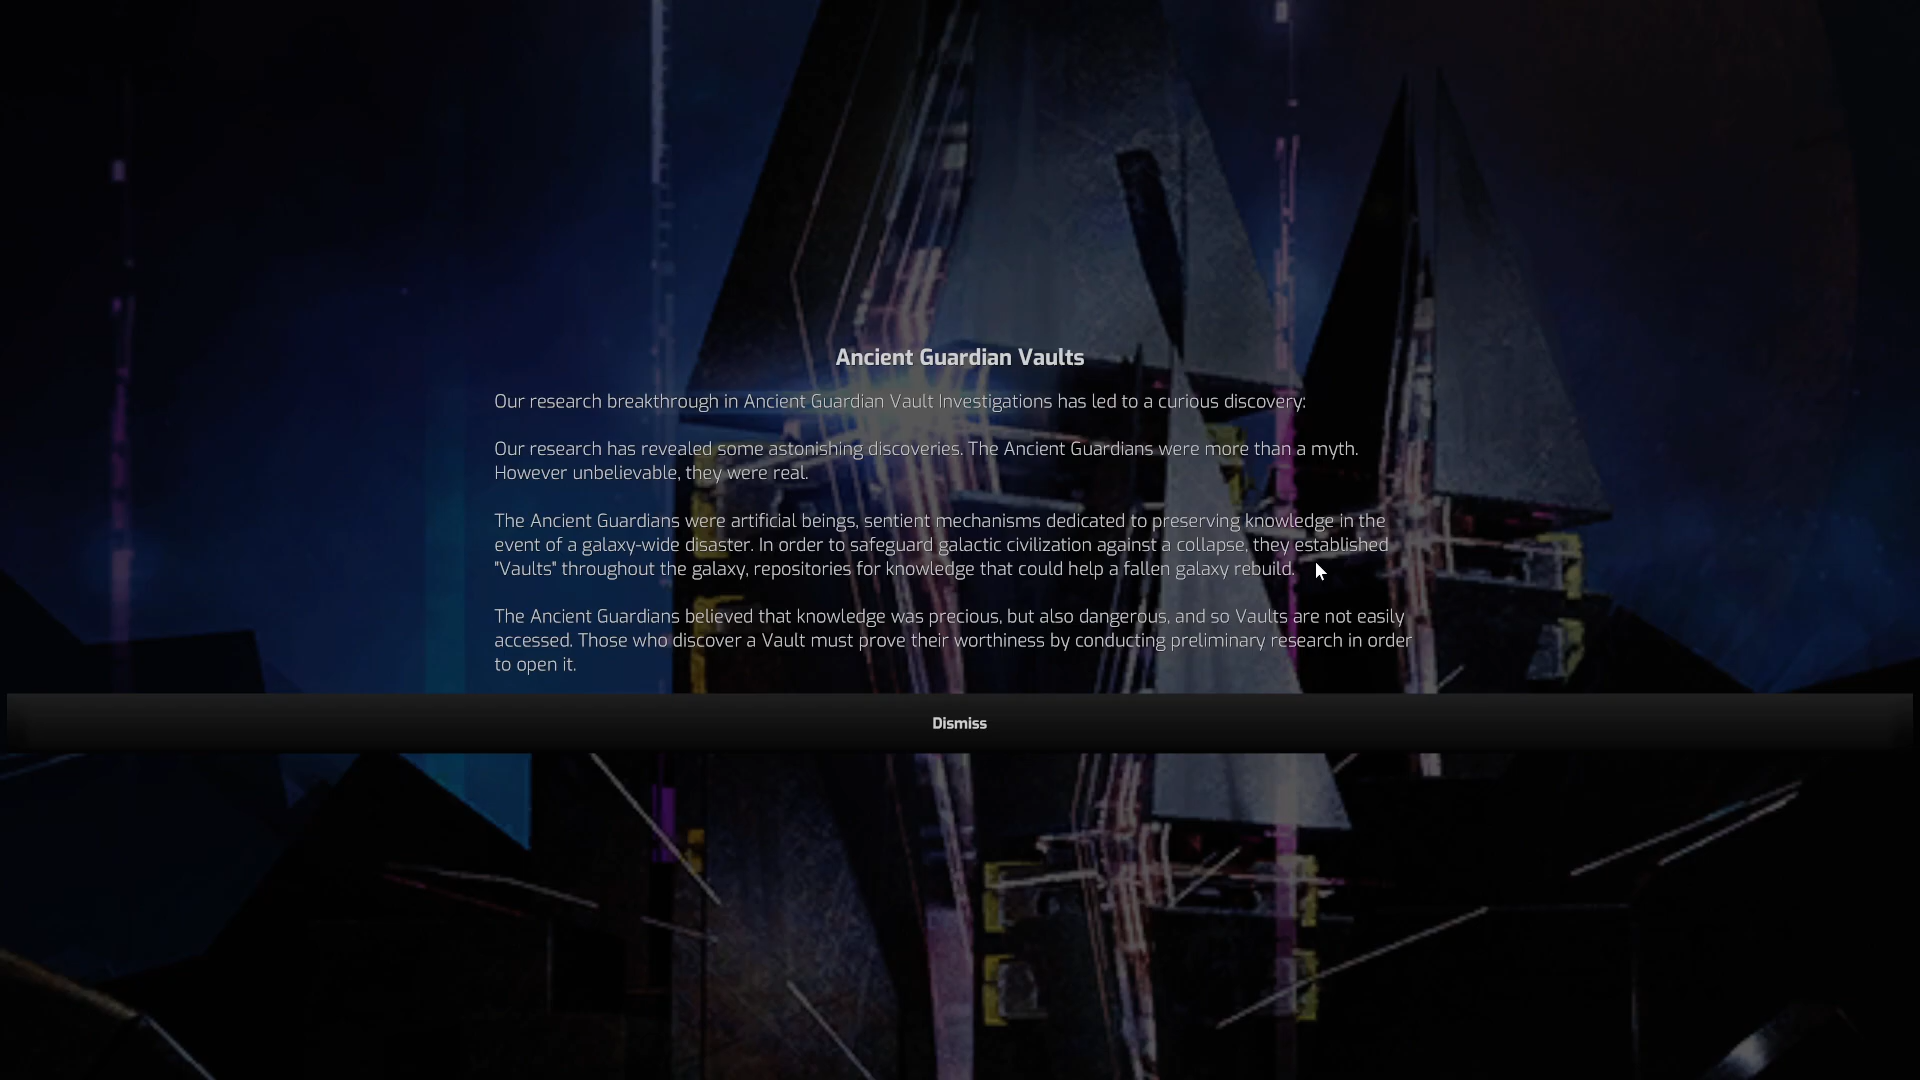 Ancient Guardian Vaults
Our research breakthrough in Ancient Guardian Vault Investigations has led to a curious discovery:
Our research has revealed some astonishing discoveries. The Ancient Guardians were more than a myth.
However unbelievable, they were real.
The Ancient Guardians were artificial beings, sentient mechanisms dedicated to preserving knowledge in the
event of a galaxy-wide disaster. In order to safeguard galactic civilization against a collapse, they established
"Vaults" throughout the galaxy, repositories for knowledge that could help a fallen galaxy rebuild.
The Ancient Guardians believed that knowledge was precious, but also dangerous, and so Vaults are not easily
accessed. Those who discover a Vault must prove their worthiness by conducting preliminary research in order
to open it.
Dismiss